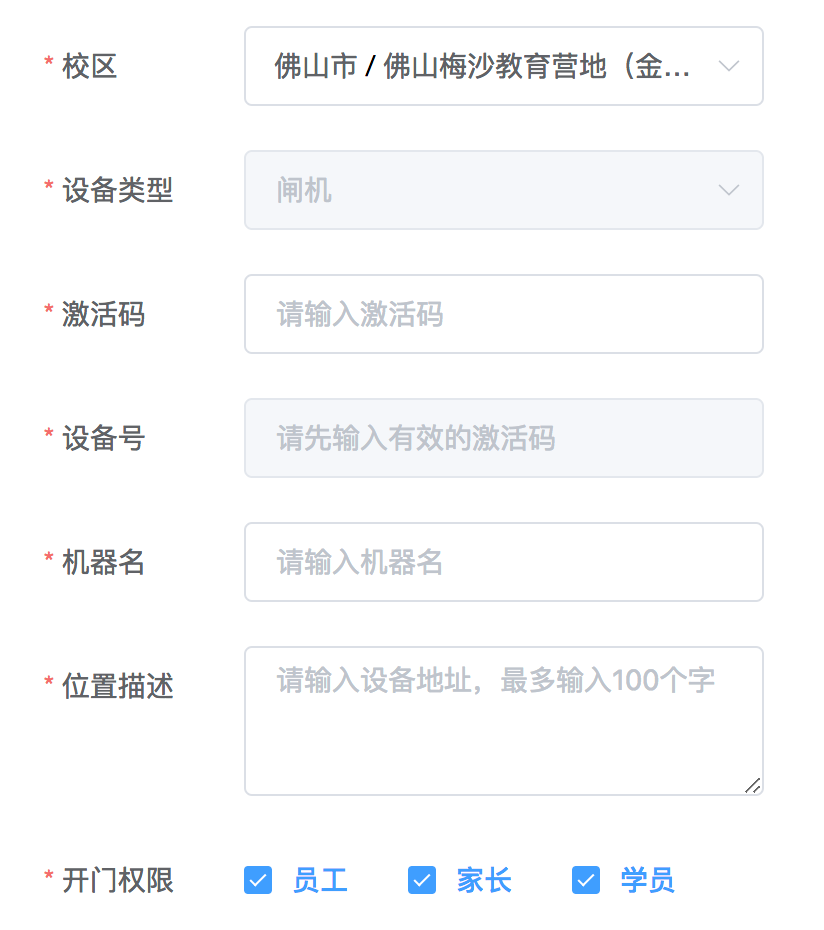 * 校区 佛山市 / 佛山梅沙教育营地（金...
* 设备类型 闸机
* 激活码 请输入激活码
* 设备号 请先输入有效的激活码
* 机器名 请输入机器名
* 位置描述 请输入设备地址，最多输入100个字
* 开门权限 员工 家长 学员